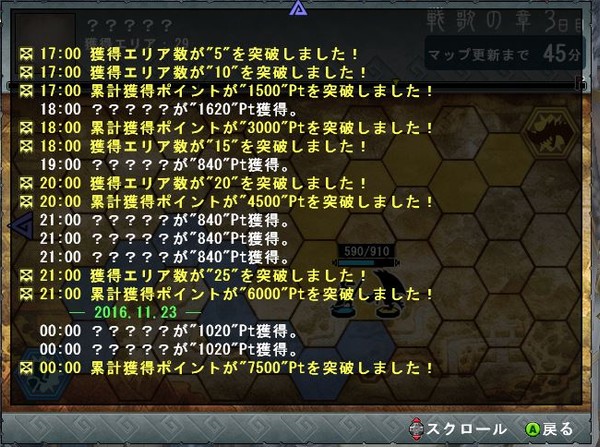 ？？？？？
獲得エリア：29
戦歌の章 3日目
マップ更新まで 45分
17:00 獲得エリア数が"5"を突破しました！
17:00 獲得エリア数が"10"を突破しました！
17:00 累計獲得ポイントが"1500"Ptを突破しました！
18:00 ？？？？？が"1620"Pt獲得。
18:00 累計獲得ポイントが"3000"Ptを突破しました！
18:00 獲得エリア数が"15"を突破しました！
19:00 ？？？？？が"840"Pt獲得。
20:00 獲得エリア数が"20"を突破しました！
20:00 累計獲得ポイントが"4500"Ptを突破しました！
21:00 ？？？？？が"840"Pt獲得。
21:00 ？？？？？が"840"Pt獲得。
21:00 ？？？？？が"840"Pt獲得。
590/910
21:00 獲得エリア数が"25"を突破しました！
21:00 累計獲得ポイントが"6000"Ptを突破しました！
― 2016.11.23 ―
00:00 ？？？？？が"1020"Pt獲得。
00:00 ？？？？？が"1020"Pt獲得。
00:00 累計獲得ポイントが"7500"Ptを突破しました！
スクロール A戻る